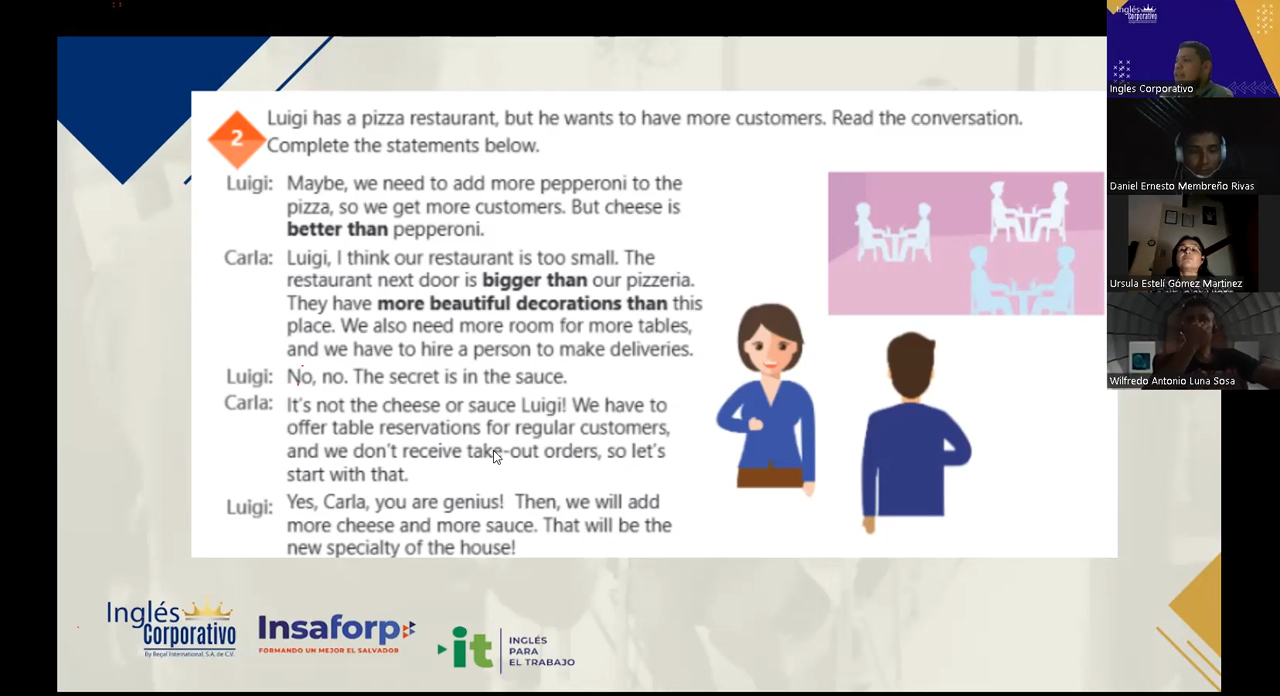 2
Luigi has a pizza restaurant, but he wants to have more customers. Read the conversation.
Complete the statements below.
Luigi: Maybe, we need to add more pepperoni to the
pizza, so we get more customers. But cheese is
better than pepperoni.
Carla: Luigi, I think our restaurant is too small. The
restaurant next door is bigger than our pizzeria.
They have more beautiful decorations than this
place. We also need more room for more tables,
and we have to hire a person to make deliveries.
Luigi: No, no. The secret is in the sauce.
Carla: It's not the cheese or sauce Luigi! We have to
offer table reservations for regular customers,
and we don't receive take-out orders, so let's
start with that.
Luigi: Yes, Carla, you are genius! Then, we will add
more cheese and more sauce. That will be the
new specialty of the house!
Inglés
Corporativo
By Regal International, S.A. de C.V.
Insaforp
FORMANDO UN MEJOR EL SALVADOR
it
INGLÉS
PARA
EL TRABAJO
Inglés
Corporativo
Ingles Corporativo
Daniel Ernesto Membreño Rivas
Ursula Estelí Gómez Martinez
Wilfredo Antonio Luna Sosa